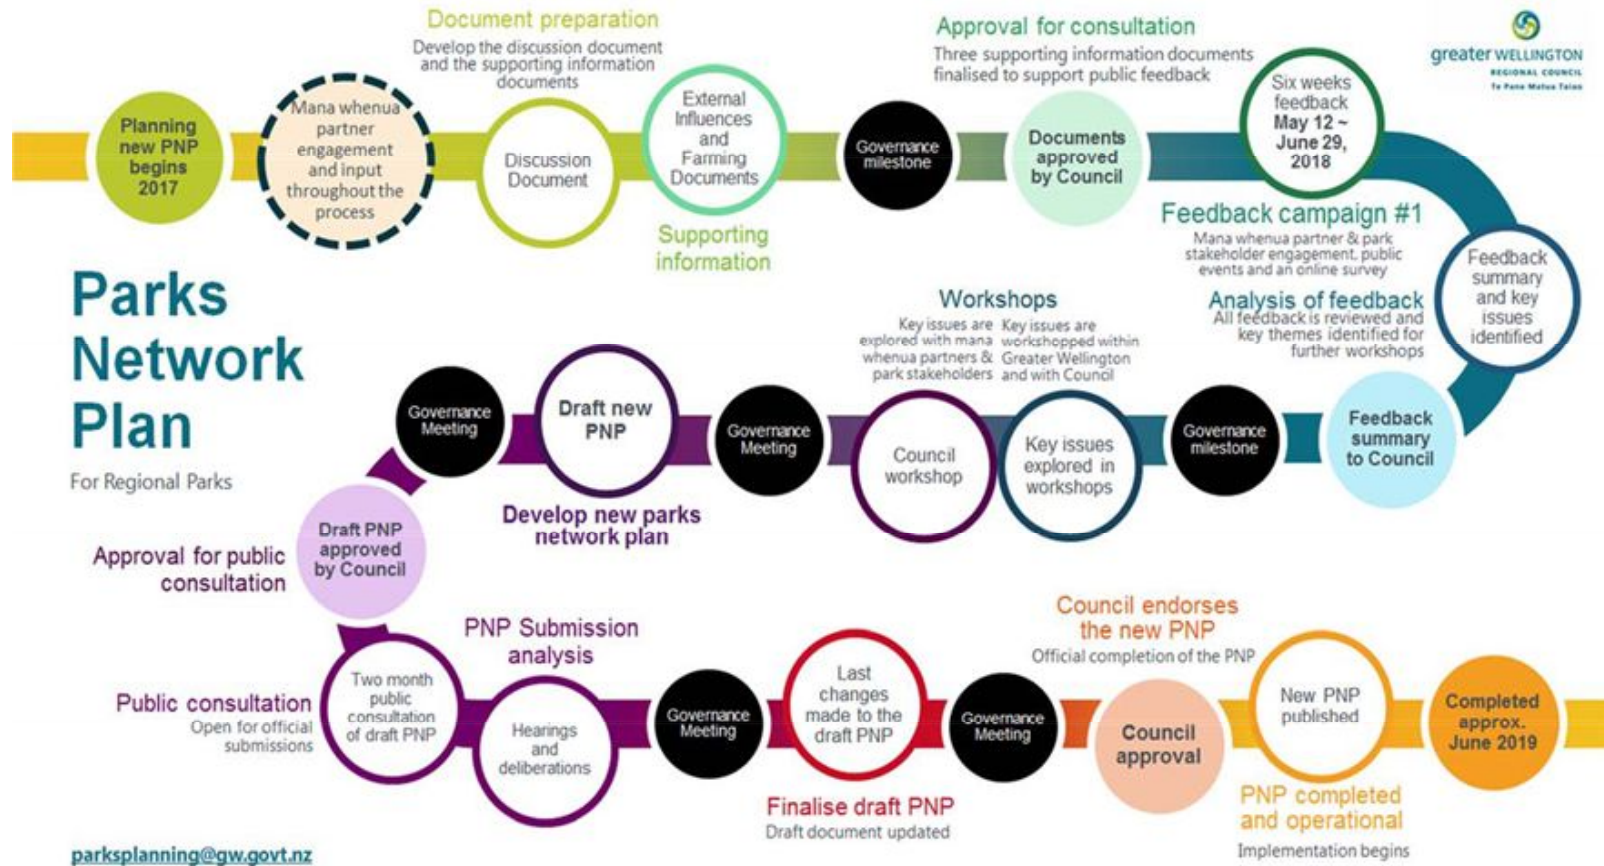 Document preparation
Develop the discussion document
and the supporting information
documents
Approval for consultation
Three supporting information documents
finalised to support public feedback
greater WELLINGTON
REGIONAL COUNCIL
Te Pane Matua Taiao
Planning
new PNP
begins
2017
Mana whenua
partner
engagement
and input
throughout the
process
Discussion
Document
External
Influences
and
Farming
Documents
Supporting
information
Governance
milestone
Documents
approved
by Council
Six weeks
feedback
May 12 ~
June 29,
2018
Feedback campaign #1
Mana whenua partner & park
stakeholder engagement, public
events and an online survey
Feedback
summary
and key
issues
identified
Analysis of feedback
All feedback is reviewed and
key themes identified for
further workshops
Parks
Network
Plan
For Regional Parks
Workshops
Key issues are
explored with mana
whenua partners &
park stakeholders
Key issues are
workshopped within
Greater Wellington
and with Council
Feedback
summary
to Council
Governance
milestone
Key issues
explored in
workshops
Council
workshop
Governance
Meeting
Draft new
PNP
Develop new parks
network plan
Governance
Meeting
Draft PNP
approved
by Council
Approval for public
consultation
Two month
public
consultation
of draft PNP
Public consultation
Open for official
submissions
PNP Submission
analysis
Hearings
and
deliberations
Governance
Meeting
Last
changes
made to the
draft PNP
Finalise draft PNP
Draft document updated
Governance
Meeting
Council endorses
the new PNP
Official completion of the PNP
Council
approval
New PNP
published
PNP completed
and operational
Implementation begins
Completed
approx.
June 2019
parksplanning@gw.govt.nz